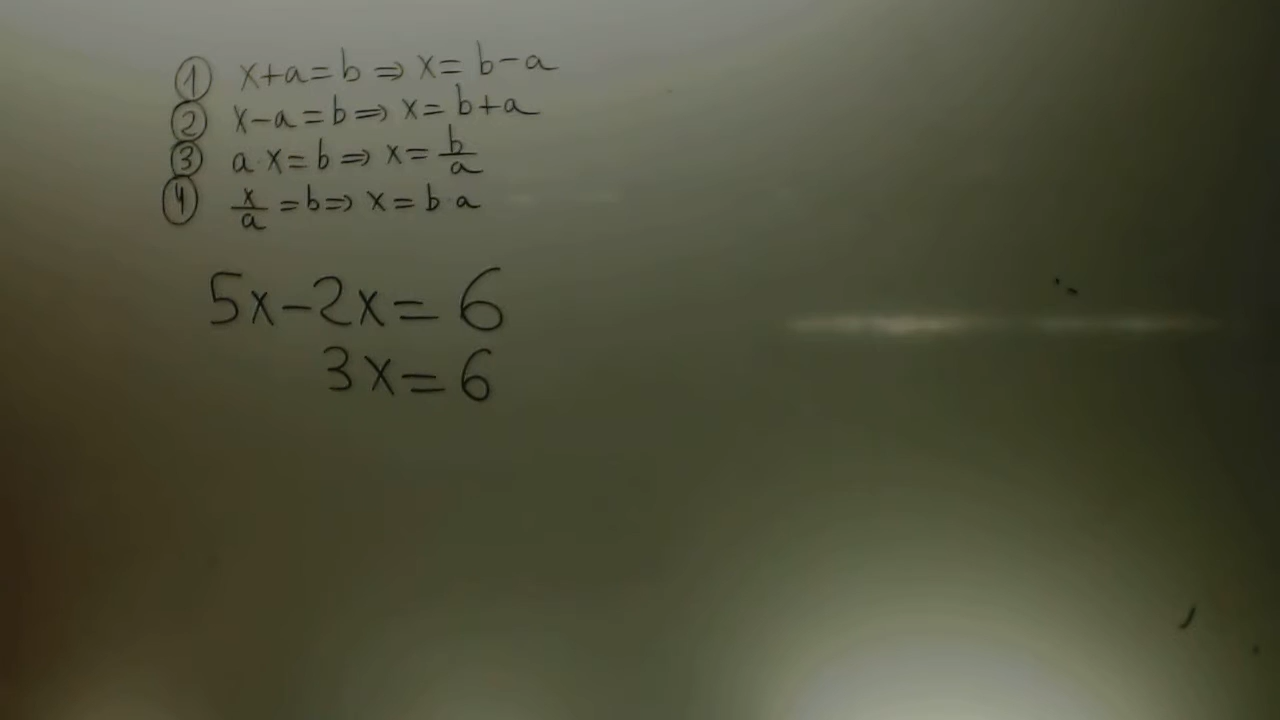 ① x+a=b⇒x=b-a
② x-a=b⇒x=b+a
③ a·x=b⇒x=b/a
④ x/a=b⇒x=b·a
5x-2x=6
3x=6